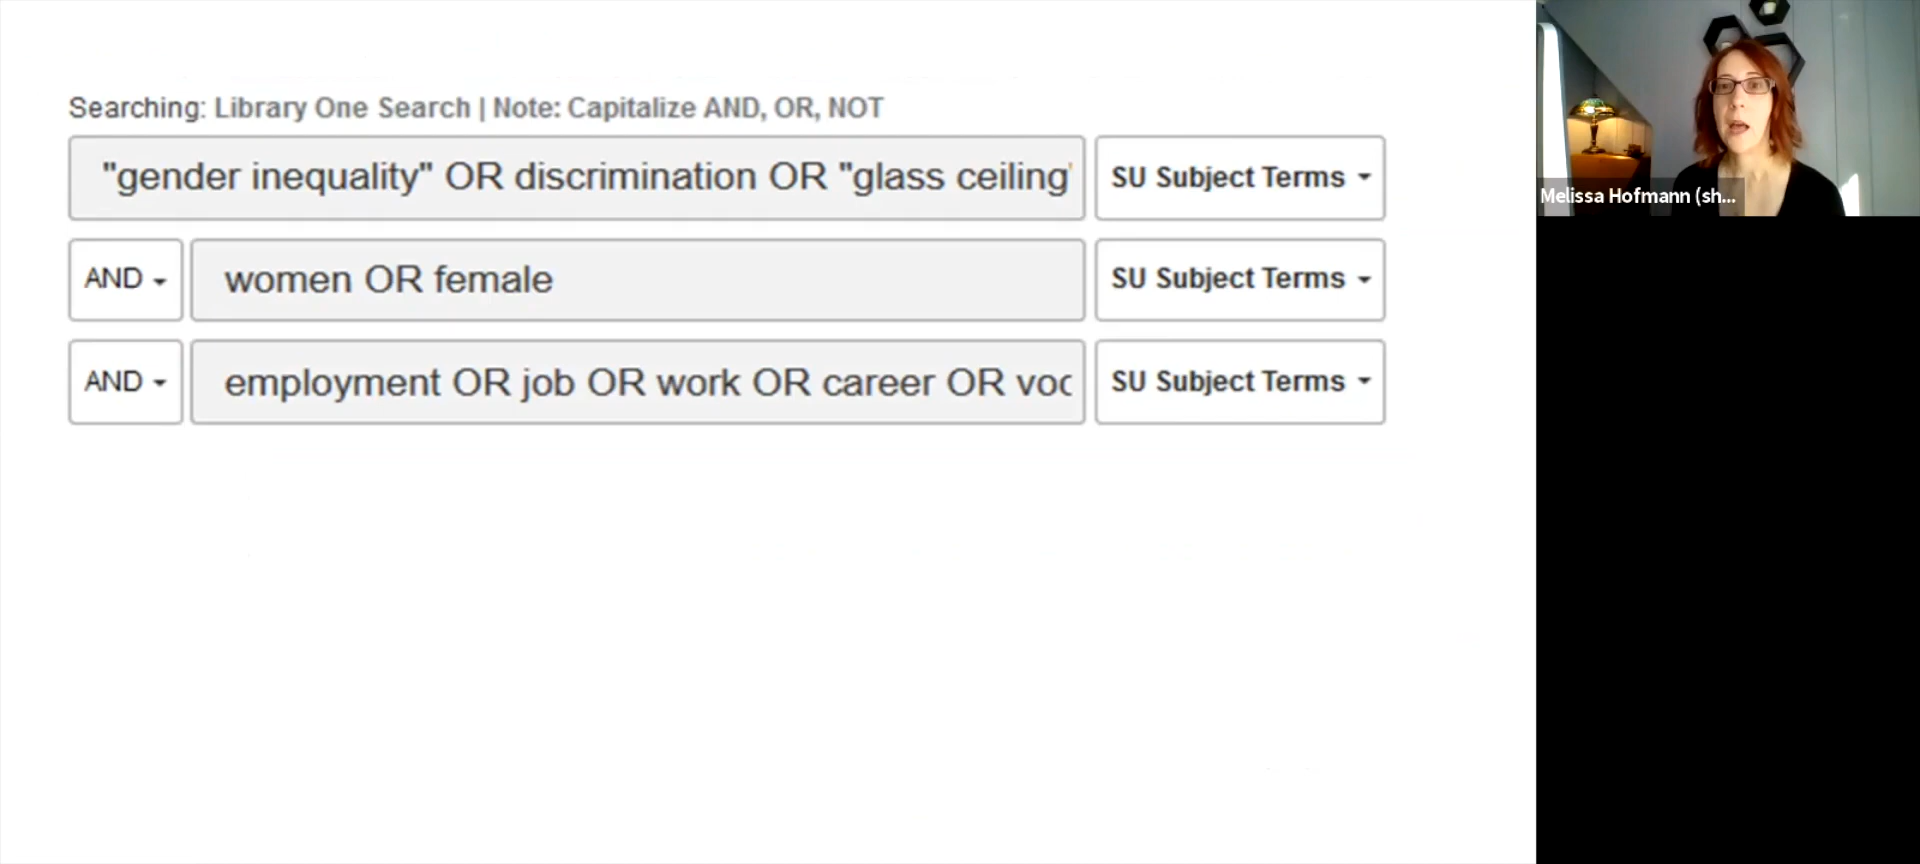 Searching: Library One Search | Note: Capitalize AND, OR, NOT
"gender inequality" OR discrimination OR "glass ceiling" SU Subject Terms
AND women OR female SU Subject Terms
AND employment OR job OR work OR career OR voc SU Subject Terms
Melissa Hofmann (sh...